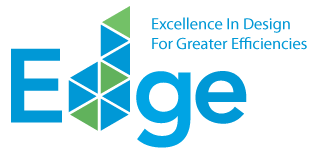 Excellence In Design
For Greater Efficiencies
Edge